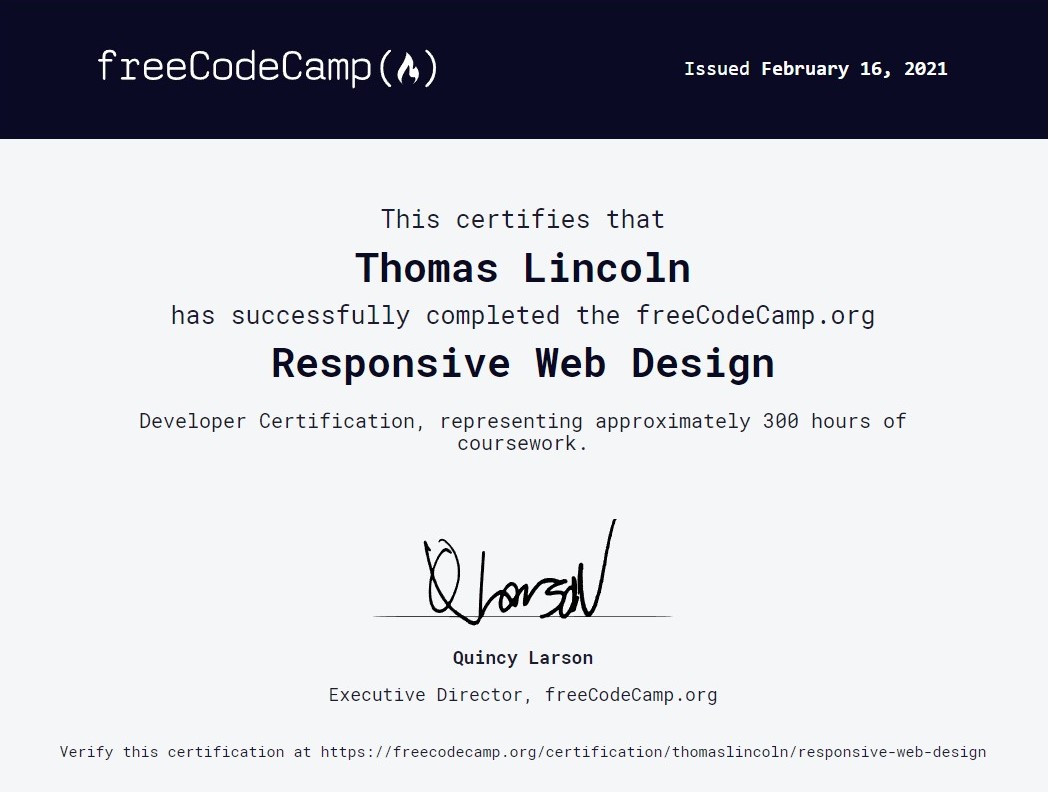 freeCodeCamp(🔥)
Issued February 16, 2021
This certifies that
Thomas Lincoln
has successfully completed the freeCodeCamp.org
Responsive Web Design
Developer Certification, representing approximately 300 hours of
coursework.
Q Larson
Quincy Larson
Executive Director, freeCodeCamp.org
Verify this certification at https://freecodecamp.org/certification/thomaslincoln/responsive-web-design